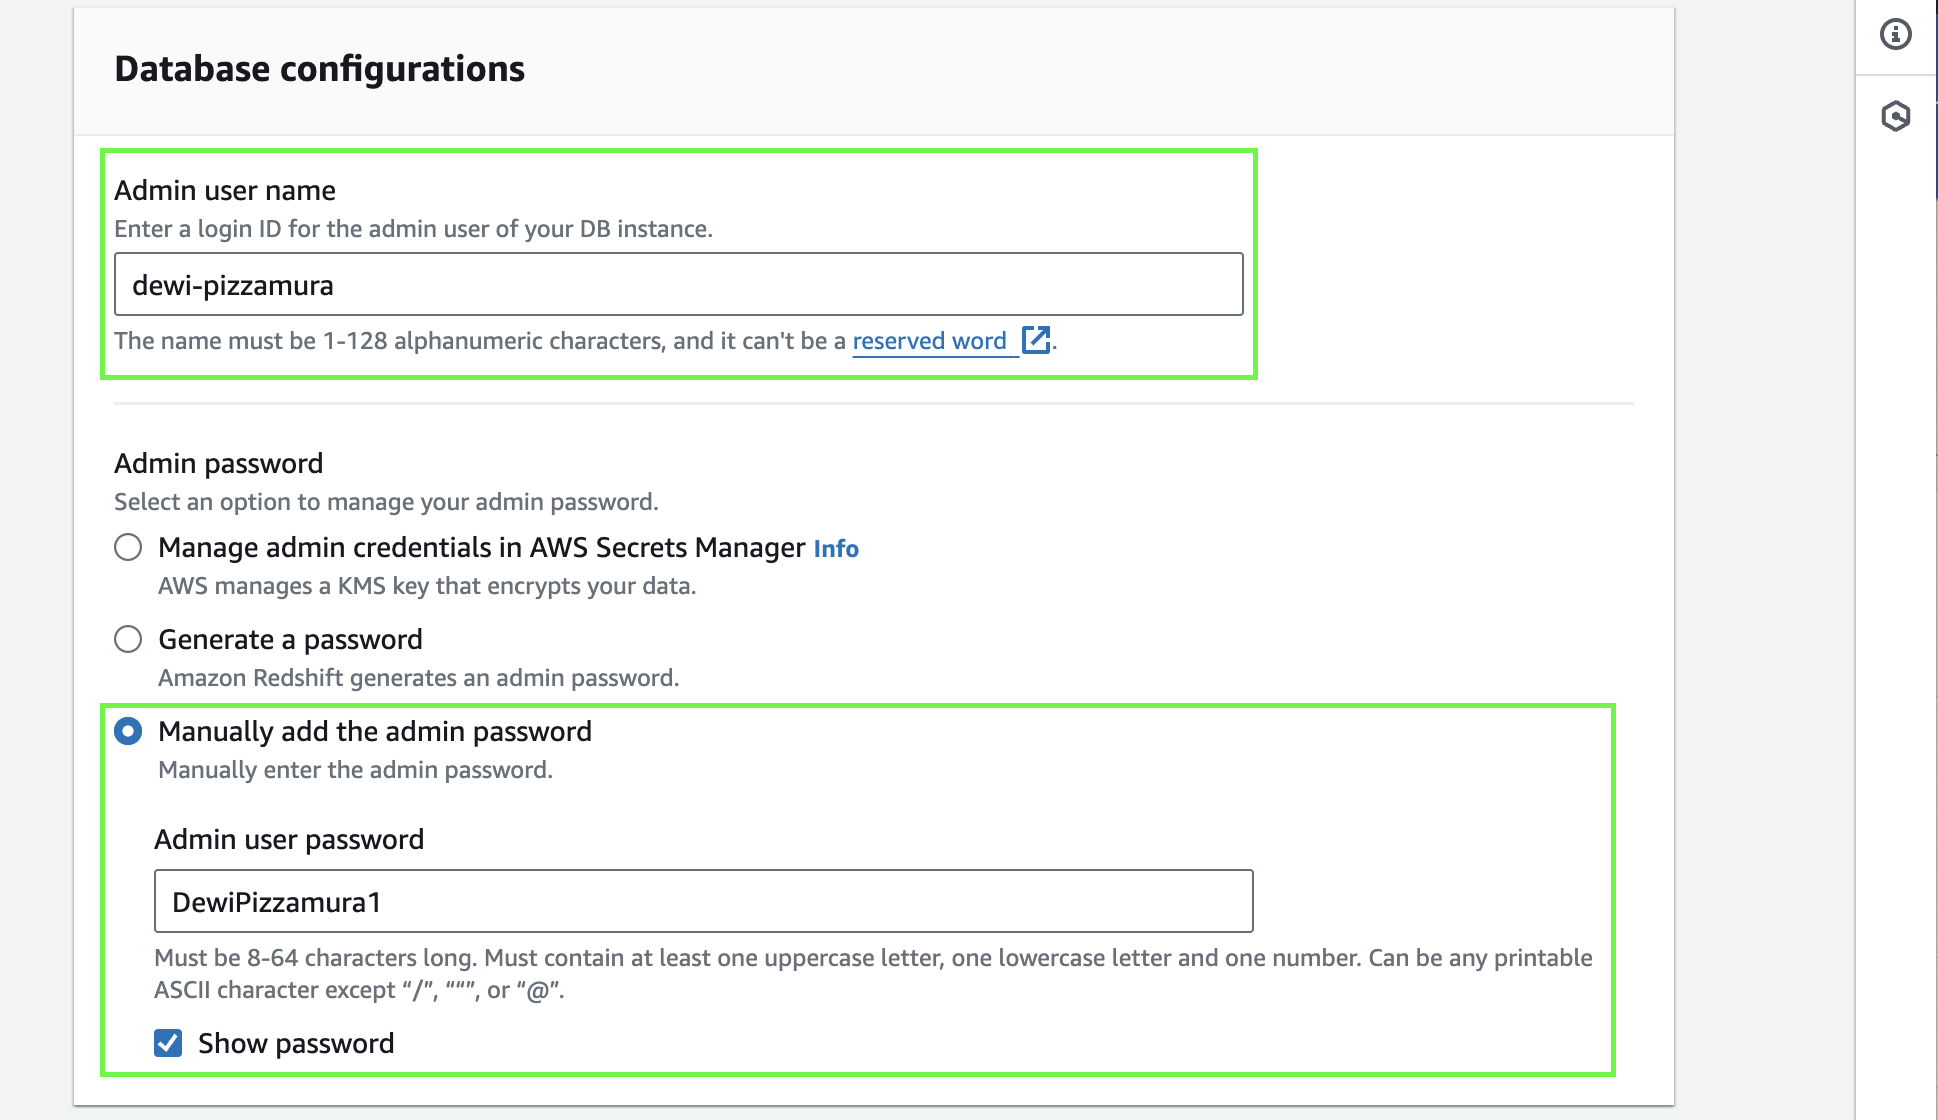 Database configurations
Admin user name
Enter a login ID for the admin user of your DB instance.
dewi-pizzamura
The name must be 1-128 alphanumeric characters, and it can't be a reserved word .
Admin password
Select an option to manage your admin password.
Manage admin credentials in AWS Secrets Manager Info
AWS manages a KMS key that encrypts your data.
Generate a password
Amazon Redshift generates an admin password.
Manually add the admin password
Manually enter the admin password.
Admin user password
DewiPizzamura1
Must be 8-64 characters long. Must contain at least one uppercase letter, one lowercase letter and one number. Can be any printable
ASCII character except “/”, “““, or “@”.
Show password